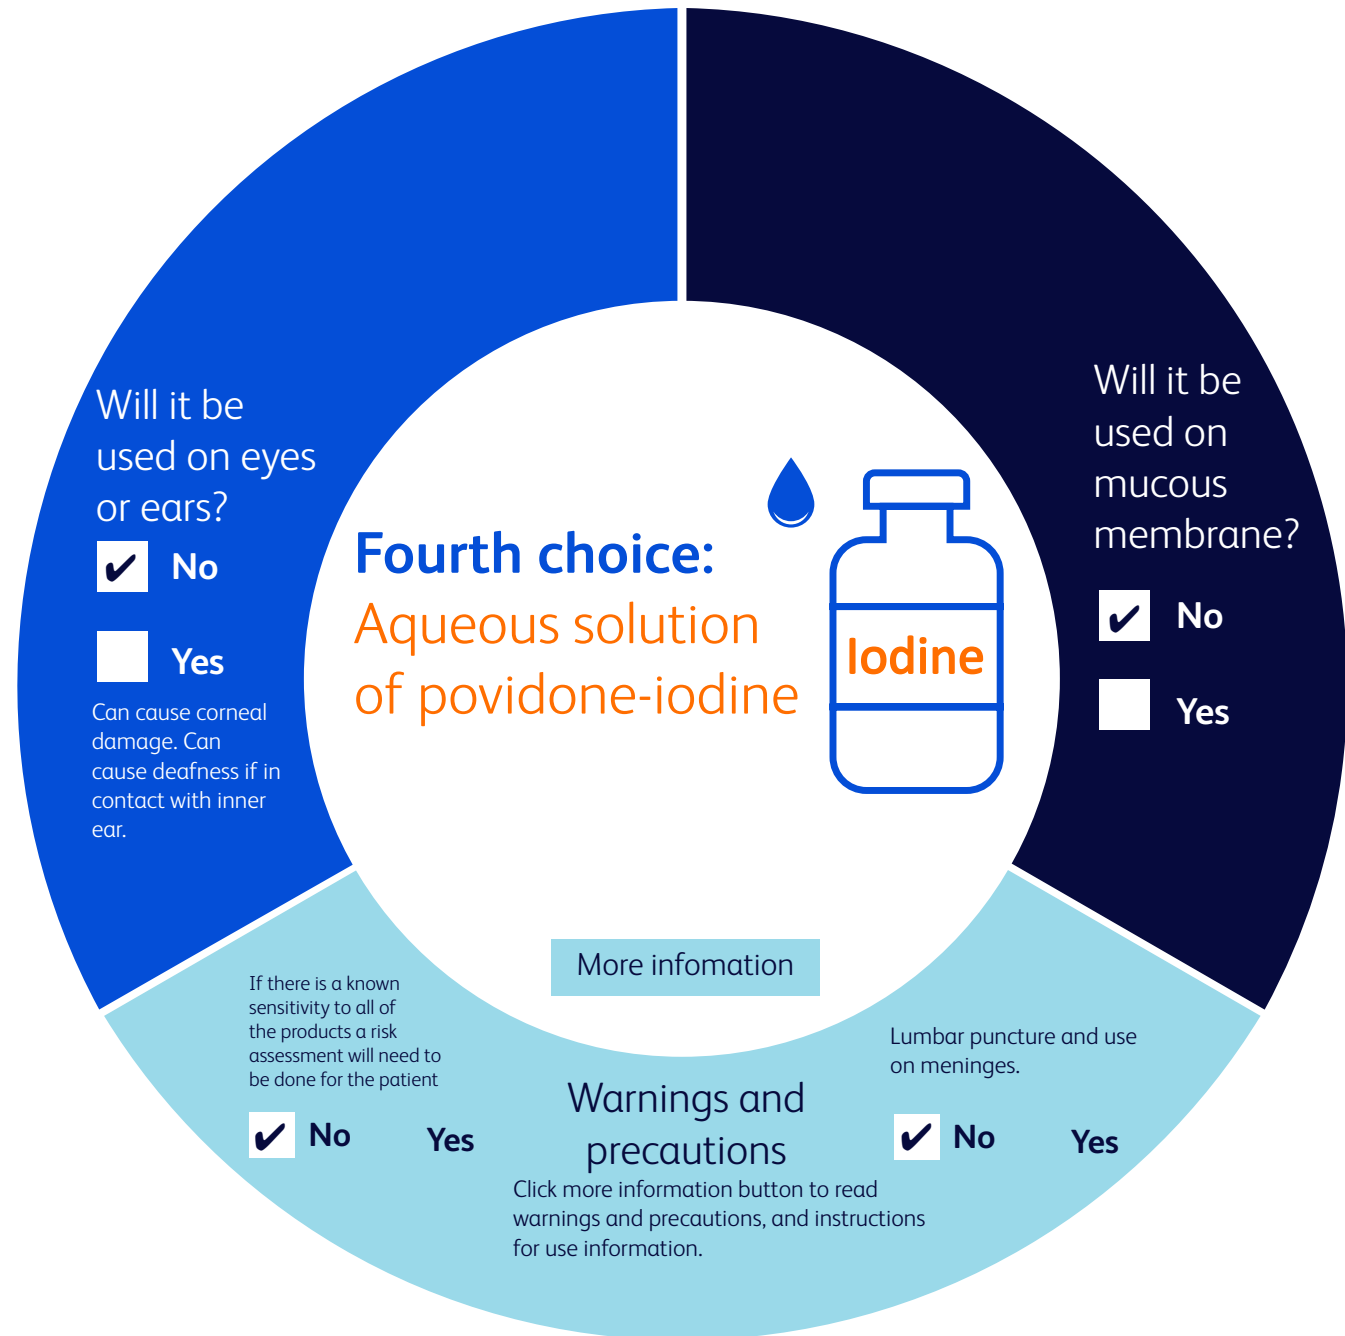 Will it be
used on eyes
or ears?
✔ No
Yes
Can cause corneal
damage. Can
cause deafness if in
contact with inner
ear.
Fourth choice:
Aqueous solution
of povidone-iodine
Iodine
Will it be
used on
mucous
membrane?
✔ No
Yes
More infomation
If there is a known
sensitivity to all of
the products a risk
assessment will need to
be done for the patient
✔ No Yes
Warnings and
precautions
Click more information button to read
warnings and precautions, and instructions
for use information.
Lumbar puncture and use
on meninges.
✔ No Yes